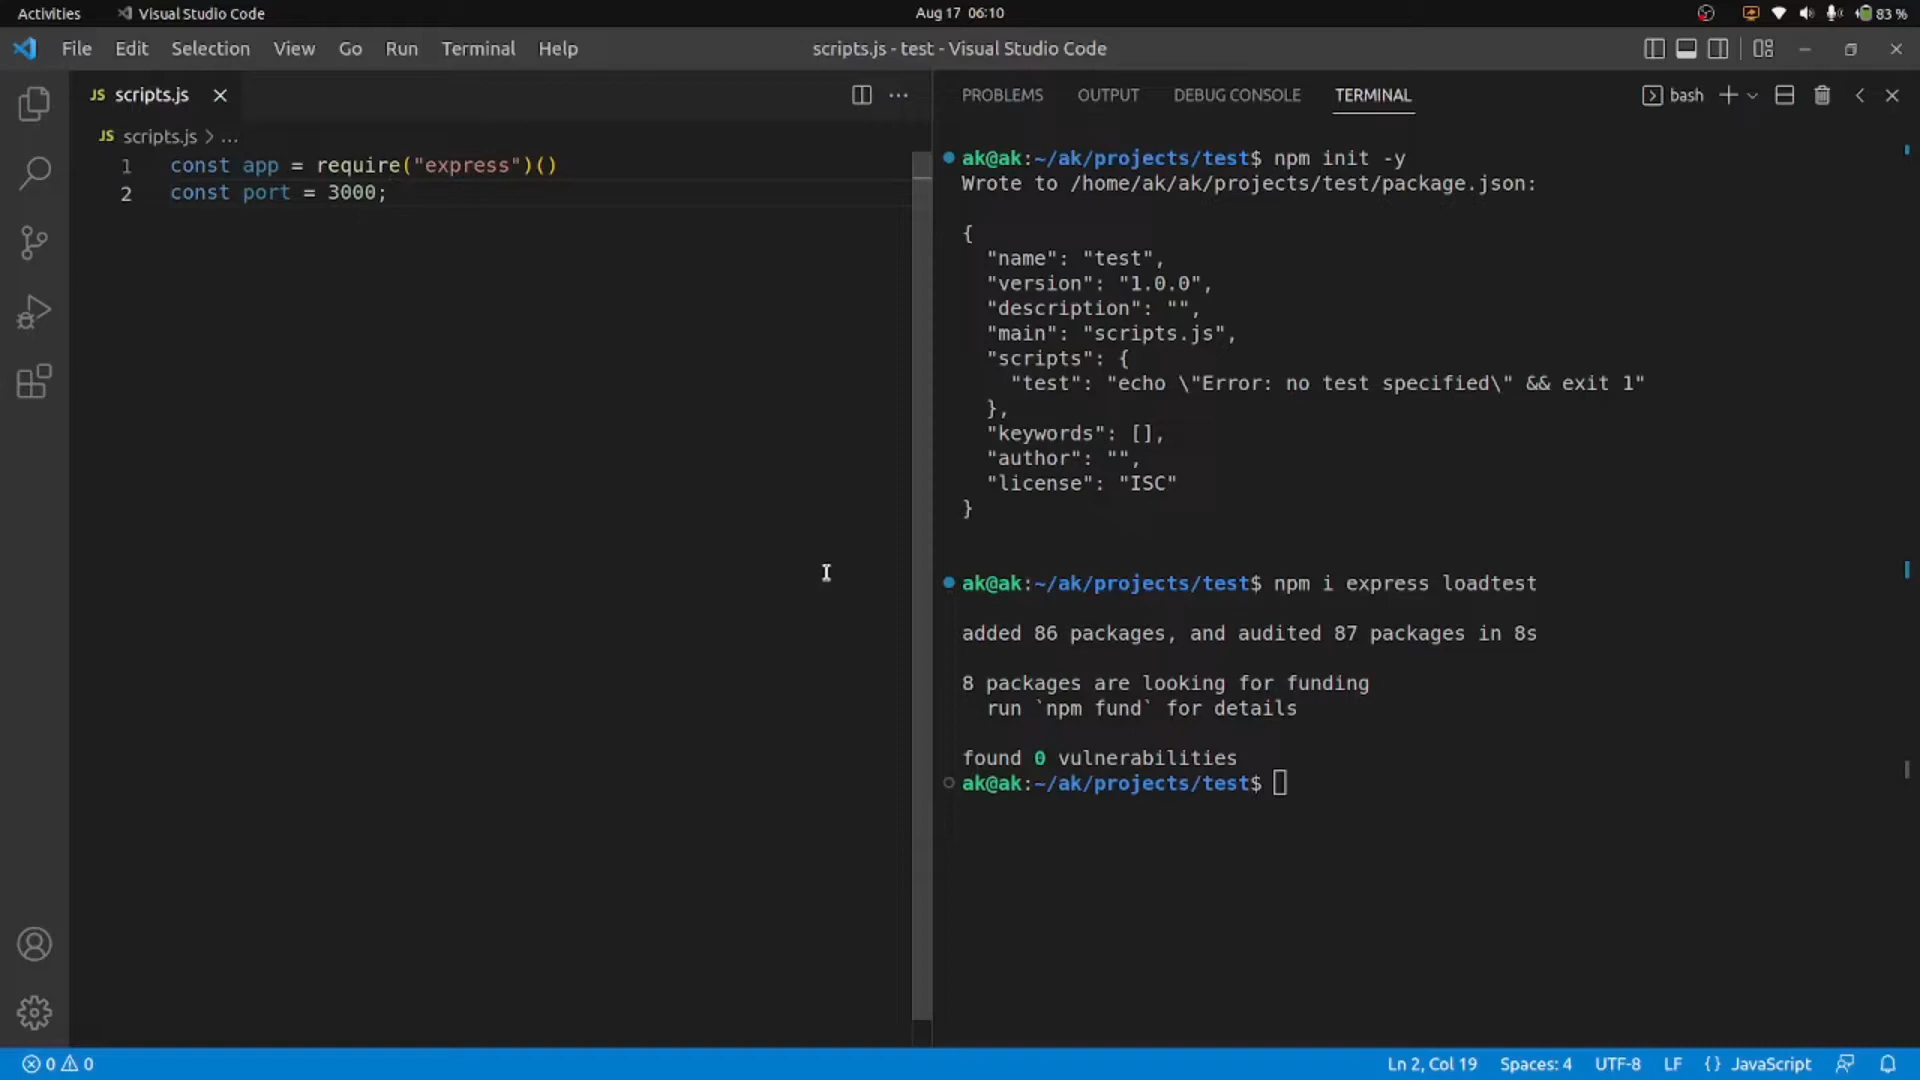 Activities Visual Studio Code Aug 17 06:10 83 %
File Edit Selection View Go Run Terminal Help scripts.js - test - Visual Studio Code
JS scripts.js
JS scripts.js > ...
1 const app = require("express")()
2 const port = 3000;
PROBLEMS OUTPUT DEBUG CONSOLE TERMINAL bash
ak@ak:~/ak/projects/test$ npm init -y
Wrote to /home/ak/ak/projects/test/package.json:
{
"name": "test",
"version": "1.0.0",
"description": "",
"main": "scripts.js",
"scripts": {
"test": "echo \"Error: no test specified\" && exit 1"
},
"keywords": [],
"author": "",
"license": "ISC"
}
ak@ak:~/ak/projects/test$ npm i express loadtest
added 86 packages, and audited 87 packages in 8s
8 packages are looking for funding
run `npm fund` for details
found 0 vulnerabilities
ak@ak:~/ak/projects/test$
0 0 Ln 2, Col 19 Spaces: 4 UTF-8 LF {} JavaScript